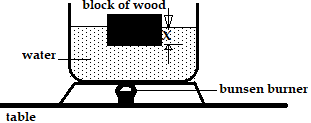 block of wood
X
water
bunsen burner
table